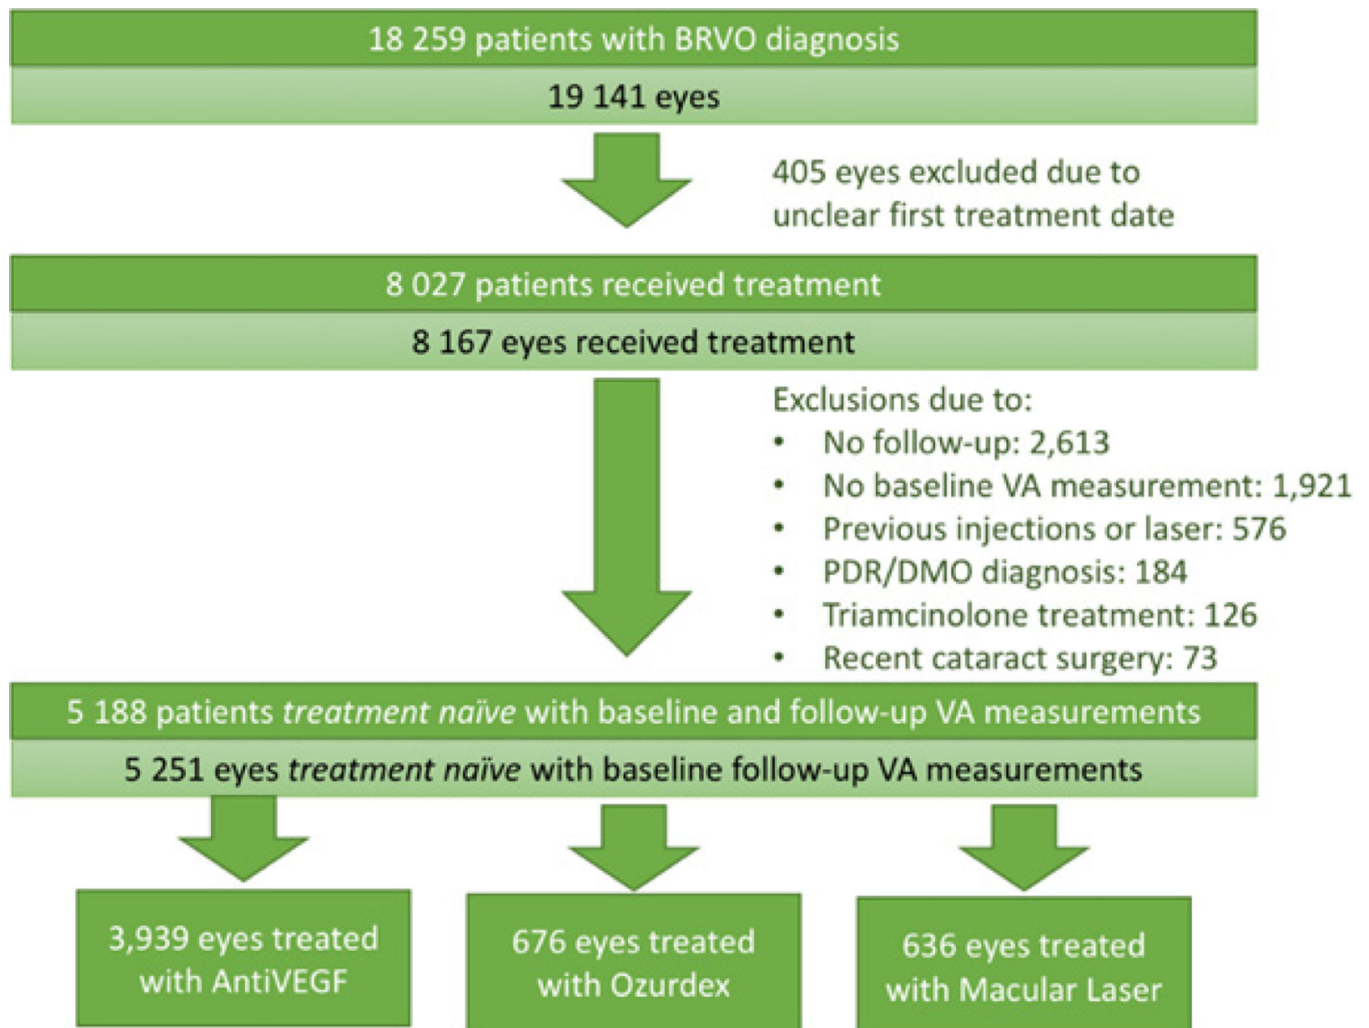 18 259 patients with BRVO diagnosis
19 141 eyes
405 eyes excluded due to
unclear first treatment date
8 027 patients received treatment
8 167 eyes received treatment
Exclusions due to:
• No follow-up: 2,613
• No baseline VA measurement: 1,921
• Previous injections or laser: 576
• PDR/DMO diagnosis: 184
• Triamcinolone treatment: 126
• Recent cataract surgery: 73
5 188 patients treatment naïve with baseline and follow-up VA measurements
5 251 eyes treatment naïve with baseline follow-up VA measurements
3,939 eyes treated
with AntiVEGF
676 eyes treated
with Ozurdex
636 eyes treated
with Macular Laser